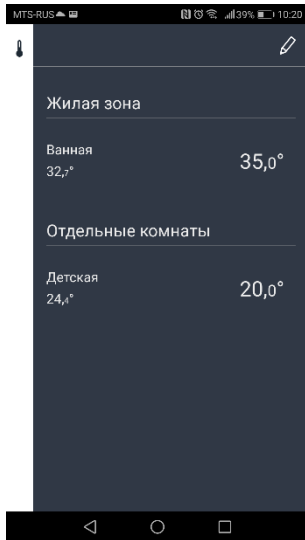 MTS-RUS 39% 10:20
Жилая зона
Ванная
32,7°
35,0°
Отдельные комнаты
Детская
24,4°
20,0°